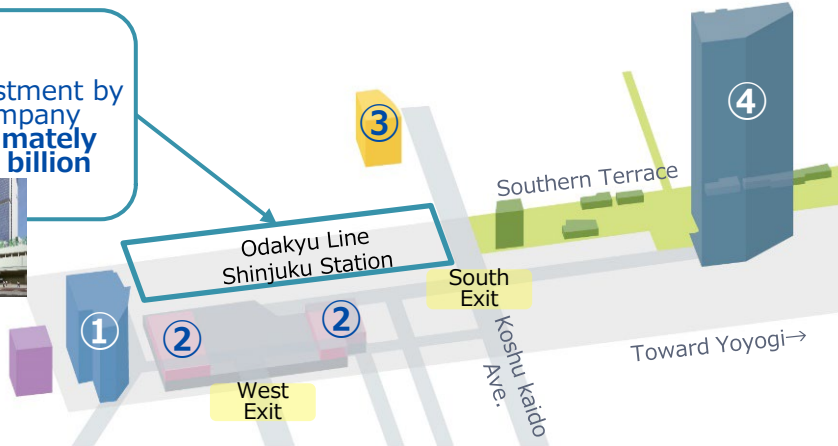 stment by
mpany
mately
billion
③
④
Southern Terrace
Odakyu Line
Shinjuku Station
South
Exit
①
②
②
Koshu kaido
Ave.
Toward Yoyogi→
West
Exit